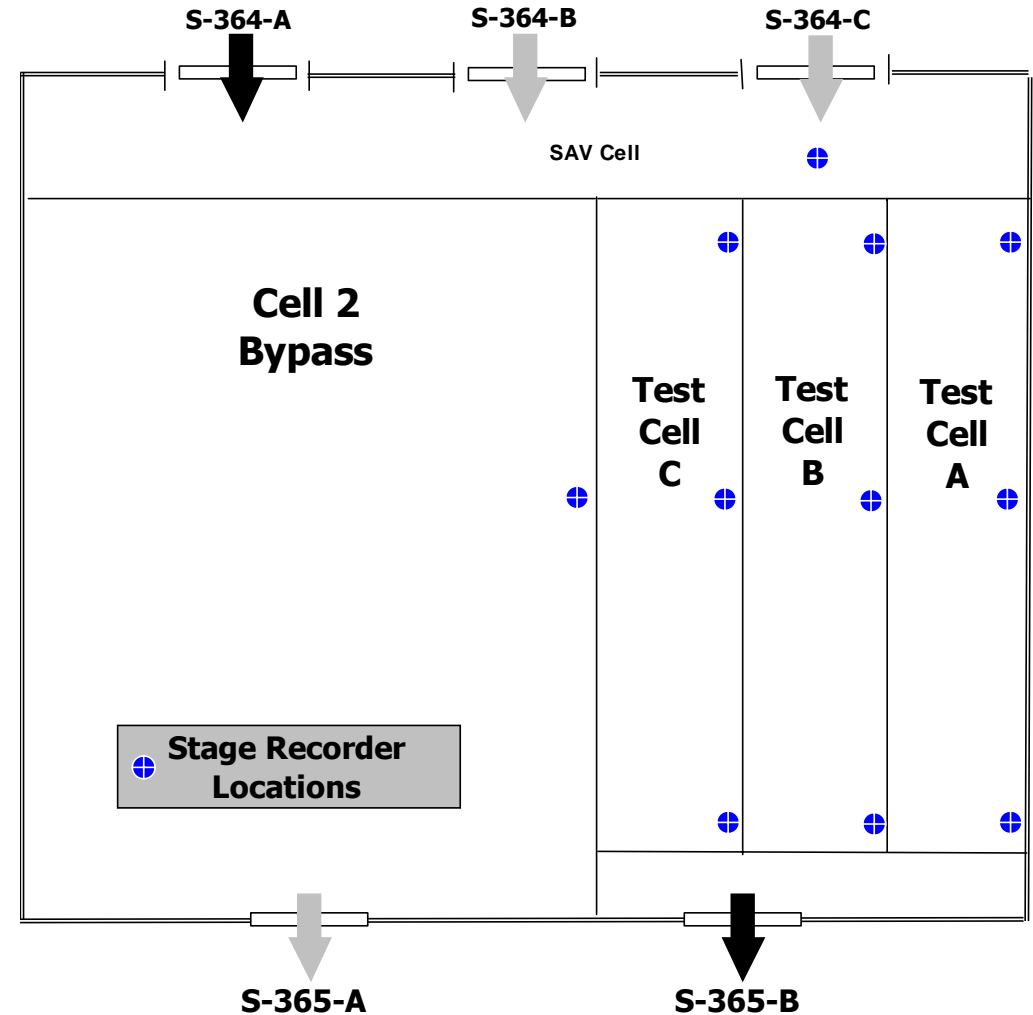 S-364-A
S-364-B
S-364-C
SAV Cell
Cell 2
Bypass
Test
Cell
C
Test
Cell
B
Test
Cell
A
Stage Recorder
Locations
S-365-A
S-365-B